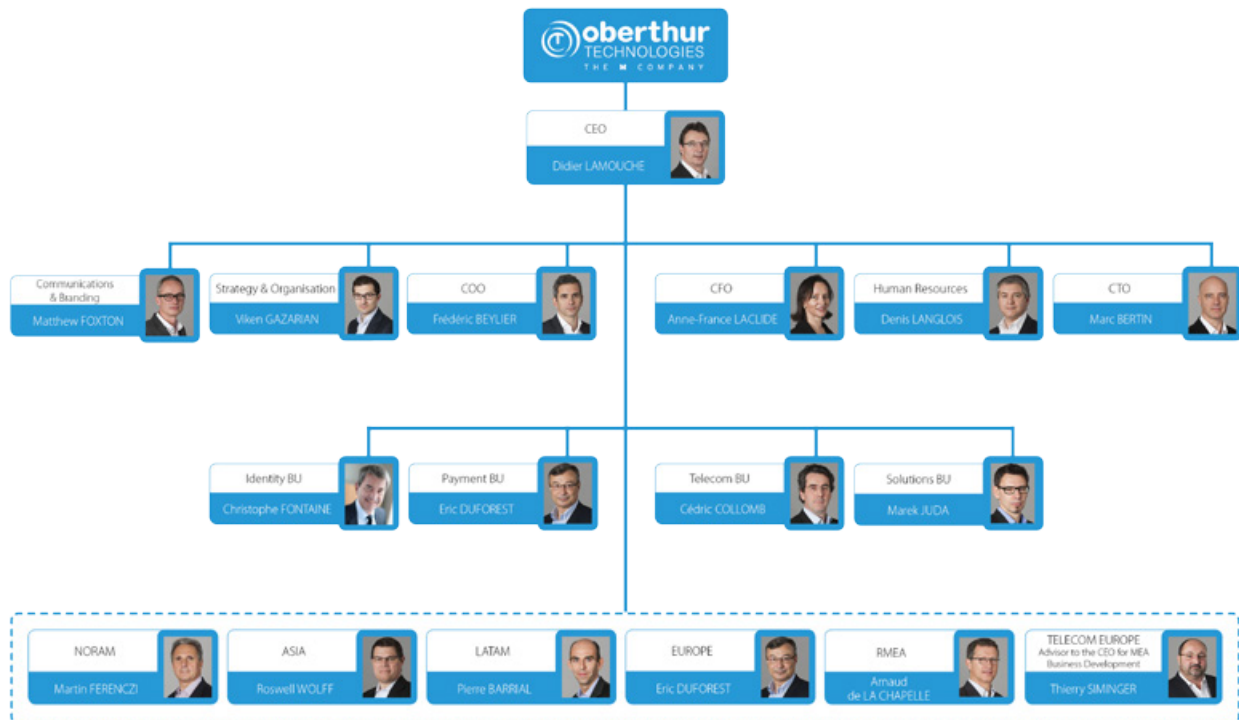 oberthur
TECHNOLOGIES
THE M COMPANY
CEO
Didier LAMOUCHE
Communications
& Branding
Matthew FOXTON
Strategy & Organisation
Viken GAZARIAN
COO
Frédéric BEYLIER
CFO
Anne-France LACLIDE
Human Resources
Denis LANGLOIS
CTO
Marc BERTIN
Identity BU
Christophe FONTAINE
Payment BU
Eric DUFOREST
Telecom BU
Cédric COLLOMB
Solutions BU
Marek JUDA
NORAM
Martin FERENCZI
ASIA
Roswell WOLFF
LATAM
Pierre BARRIAL
EUROPE
Eric DUFOREST
RMEA
Arnaud
de LA CHAPELLE
TELECOM EUROPE
Advisor to the CEO for MEA
Business Development
Thierry SIMINGER